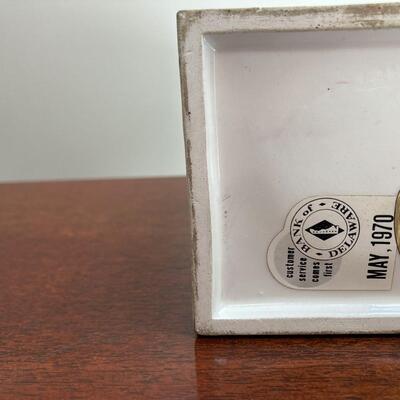 BANK of DELAWARE
customer
service
comes
first
MAY, 1970